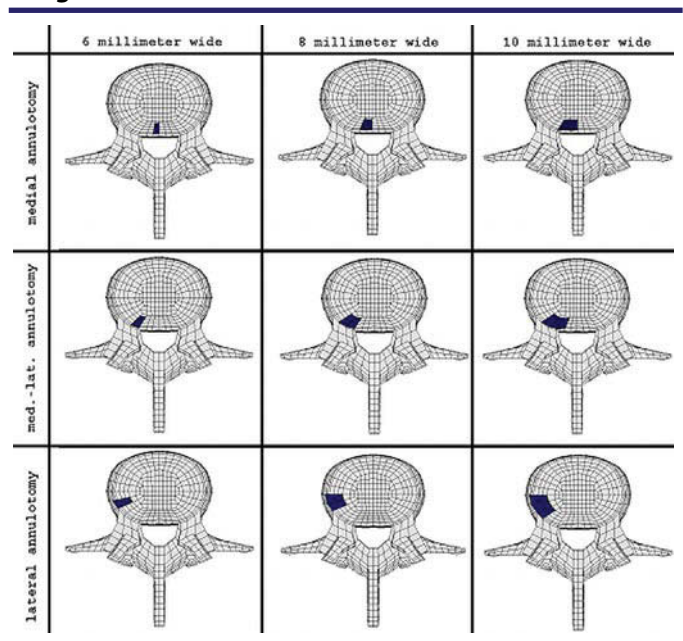 6 millimeter wide
8 millimeter wide
10 millimeter wide
medial annulotomy
med.-lat. annulotomy
lateral annulotomy